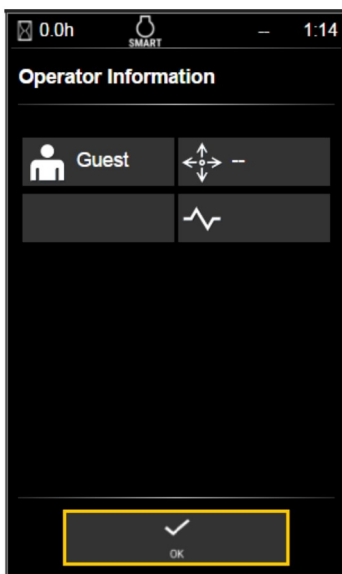 0.0h SMART – 1:14
Operator Information
Guest --
OK